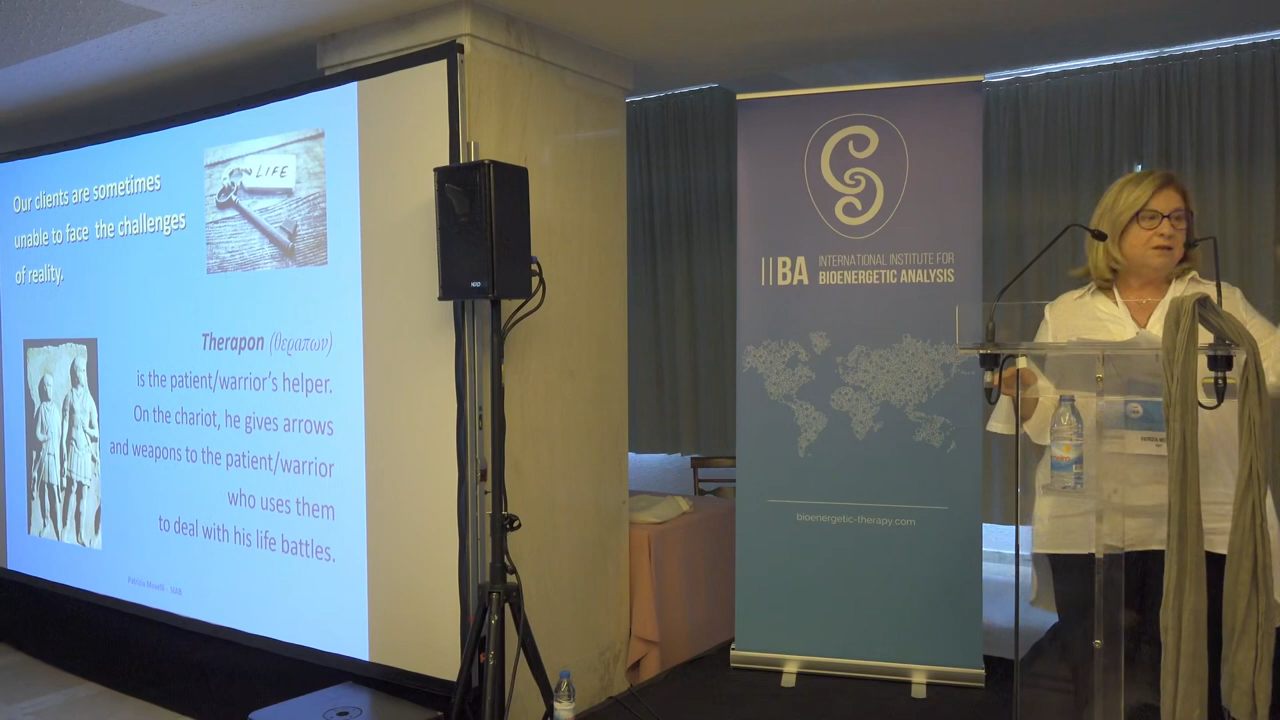 Our clients are sometimes
unable to face the challenges
of reality.
LIFE
Therapon (θεραπων)
is the patient/warrior's helper.
On the chariot, he gives arrows
and weapons to the patient/warrior
who uses them
to deal with his life battles.
IIBA
INTERNATIONAL INSTITUTE FOR
BIOENERGETIC ANALYSIS
bioenergetic-therapy.com
PATRIZIA